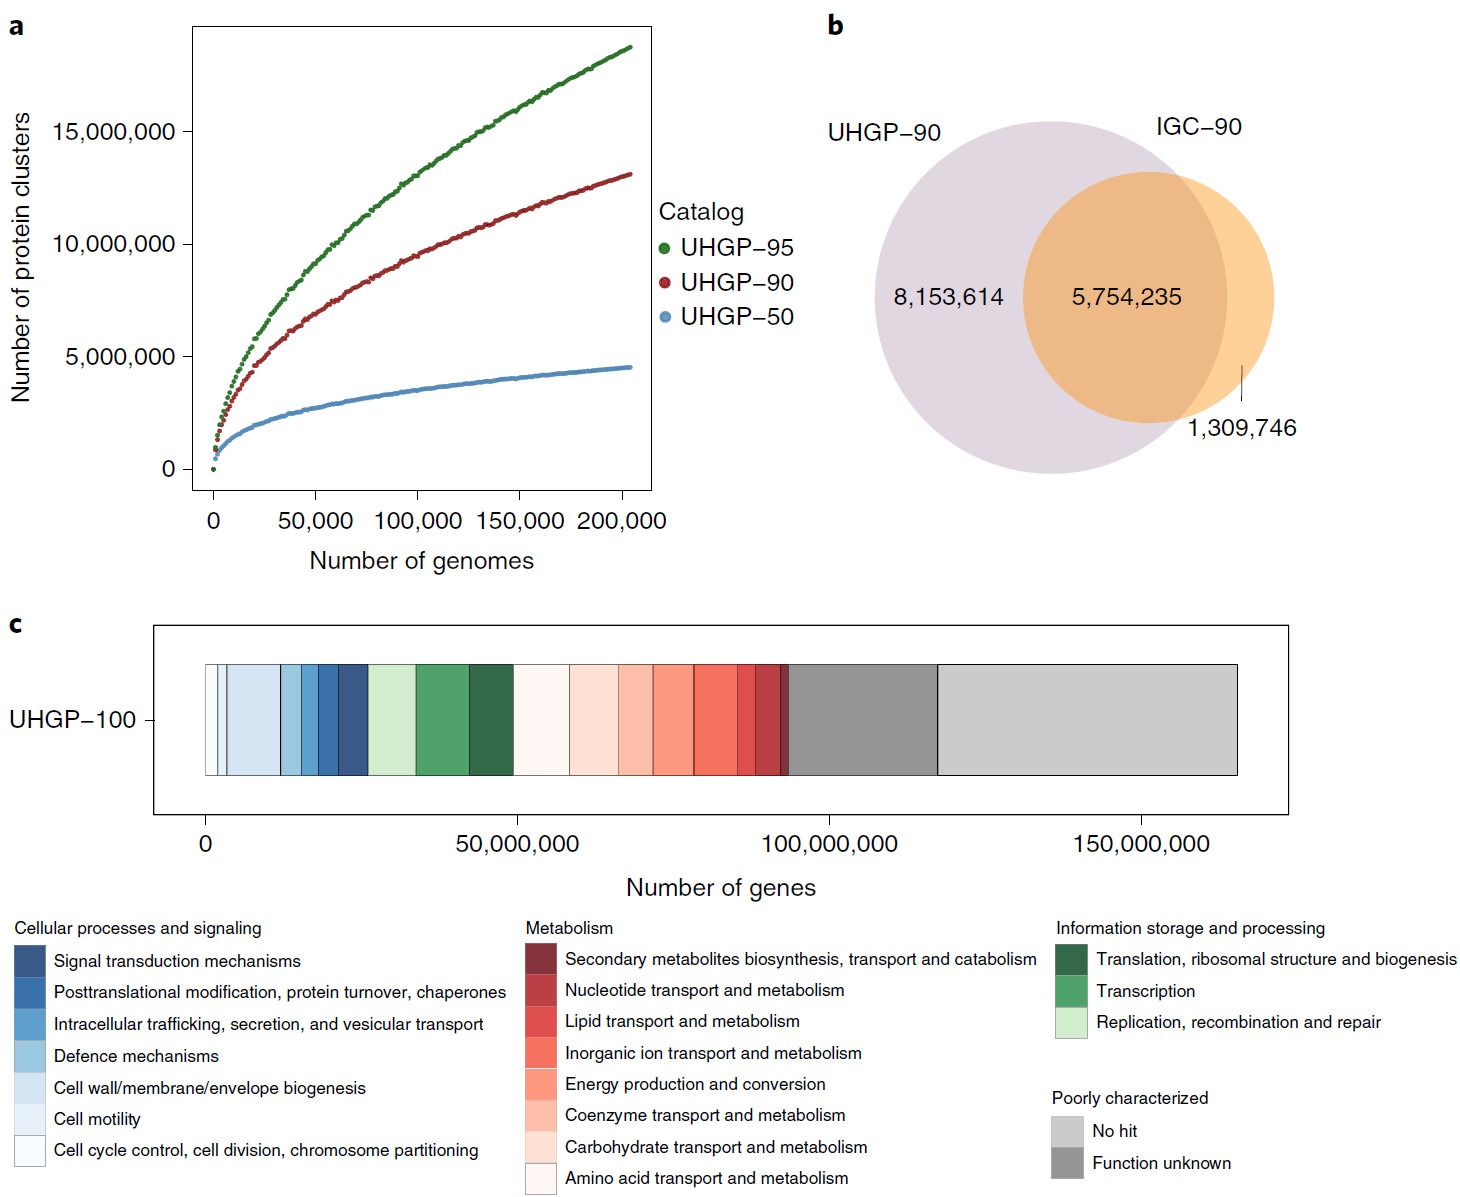 a
Number of protein clusters
15,000,000
10,000,000
5,000,000
0
0
50,000
100,000
150,000
200,000
Number of genomes
Catalog
UHGP–95
UHGP–90
UHGP–50
b
UHGP–90
IGC–90
8,153,614
5,754,235
1,309,746
c
UHGP–100
0
50,000,000
100,000,000
150,000,000
Number of genes
Cellular processes and signaling
Signal transduction mechanisms
Posttranslational modification, protein turnover, chaperones
Intracellular trafficking, secretion, and vesicular transport
Defence mechanisms
Cell wall/membrane/envelope biogenesis
Cell motility
Cell cycle control, cell division, chromosome partitioning
Metabolism
Secondary metabolites biosynthesis, transport and catabolism
Nucleotide transport and metabolism
Lipid transport and metabolism
Inorganic ion transport and metabolism
Energy production and conversion
Coenzyme transport and metabolism
Carbohydrate transport and metabolism
Amino acid transport and metabolism
Information storage and processing
Translation, ribosomal structure and biogenesis
Transcription
Replication, recombination and repair
Poorly characterized
No hit
Function unknown